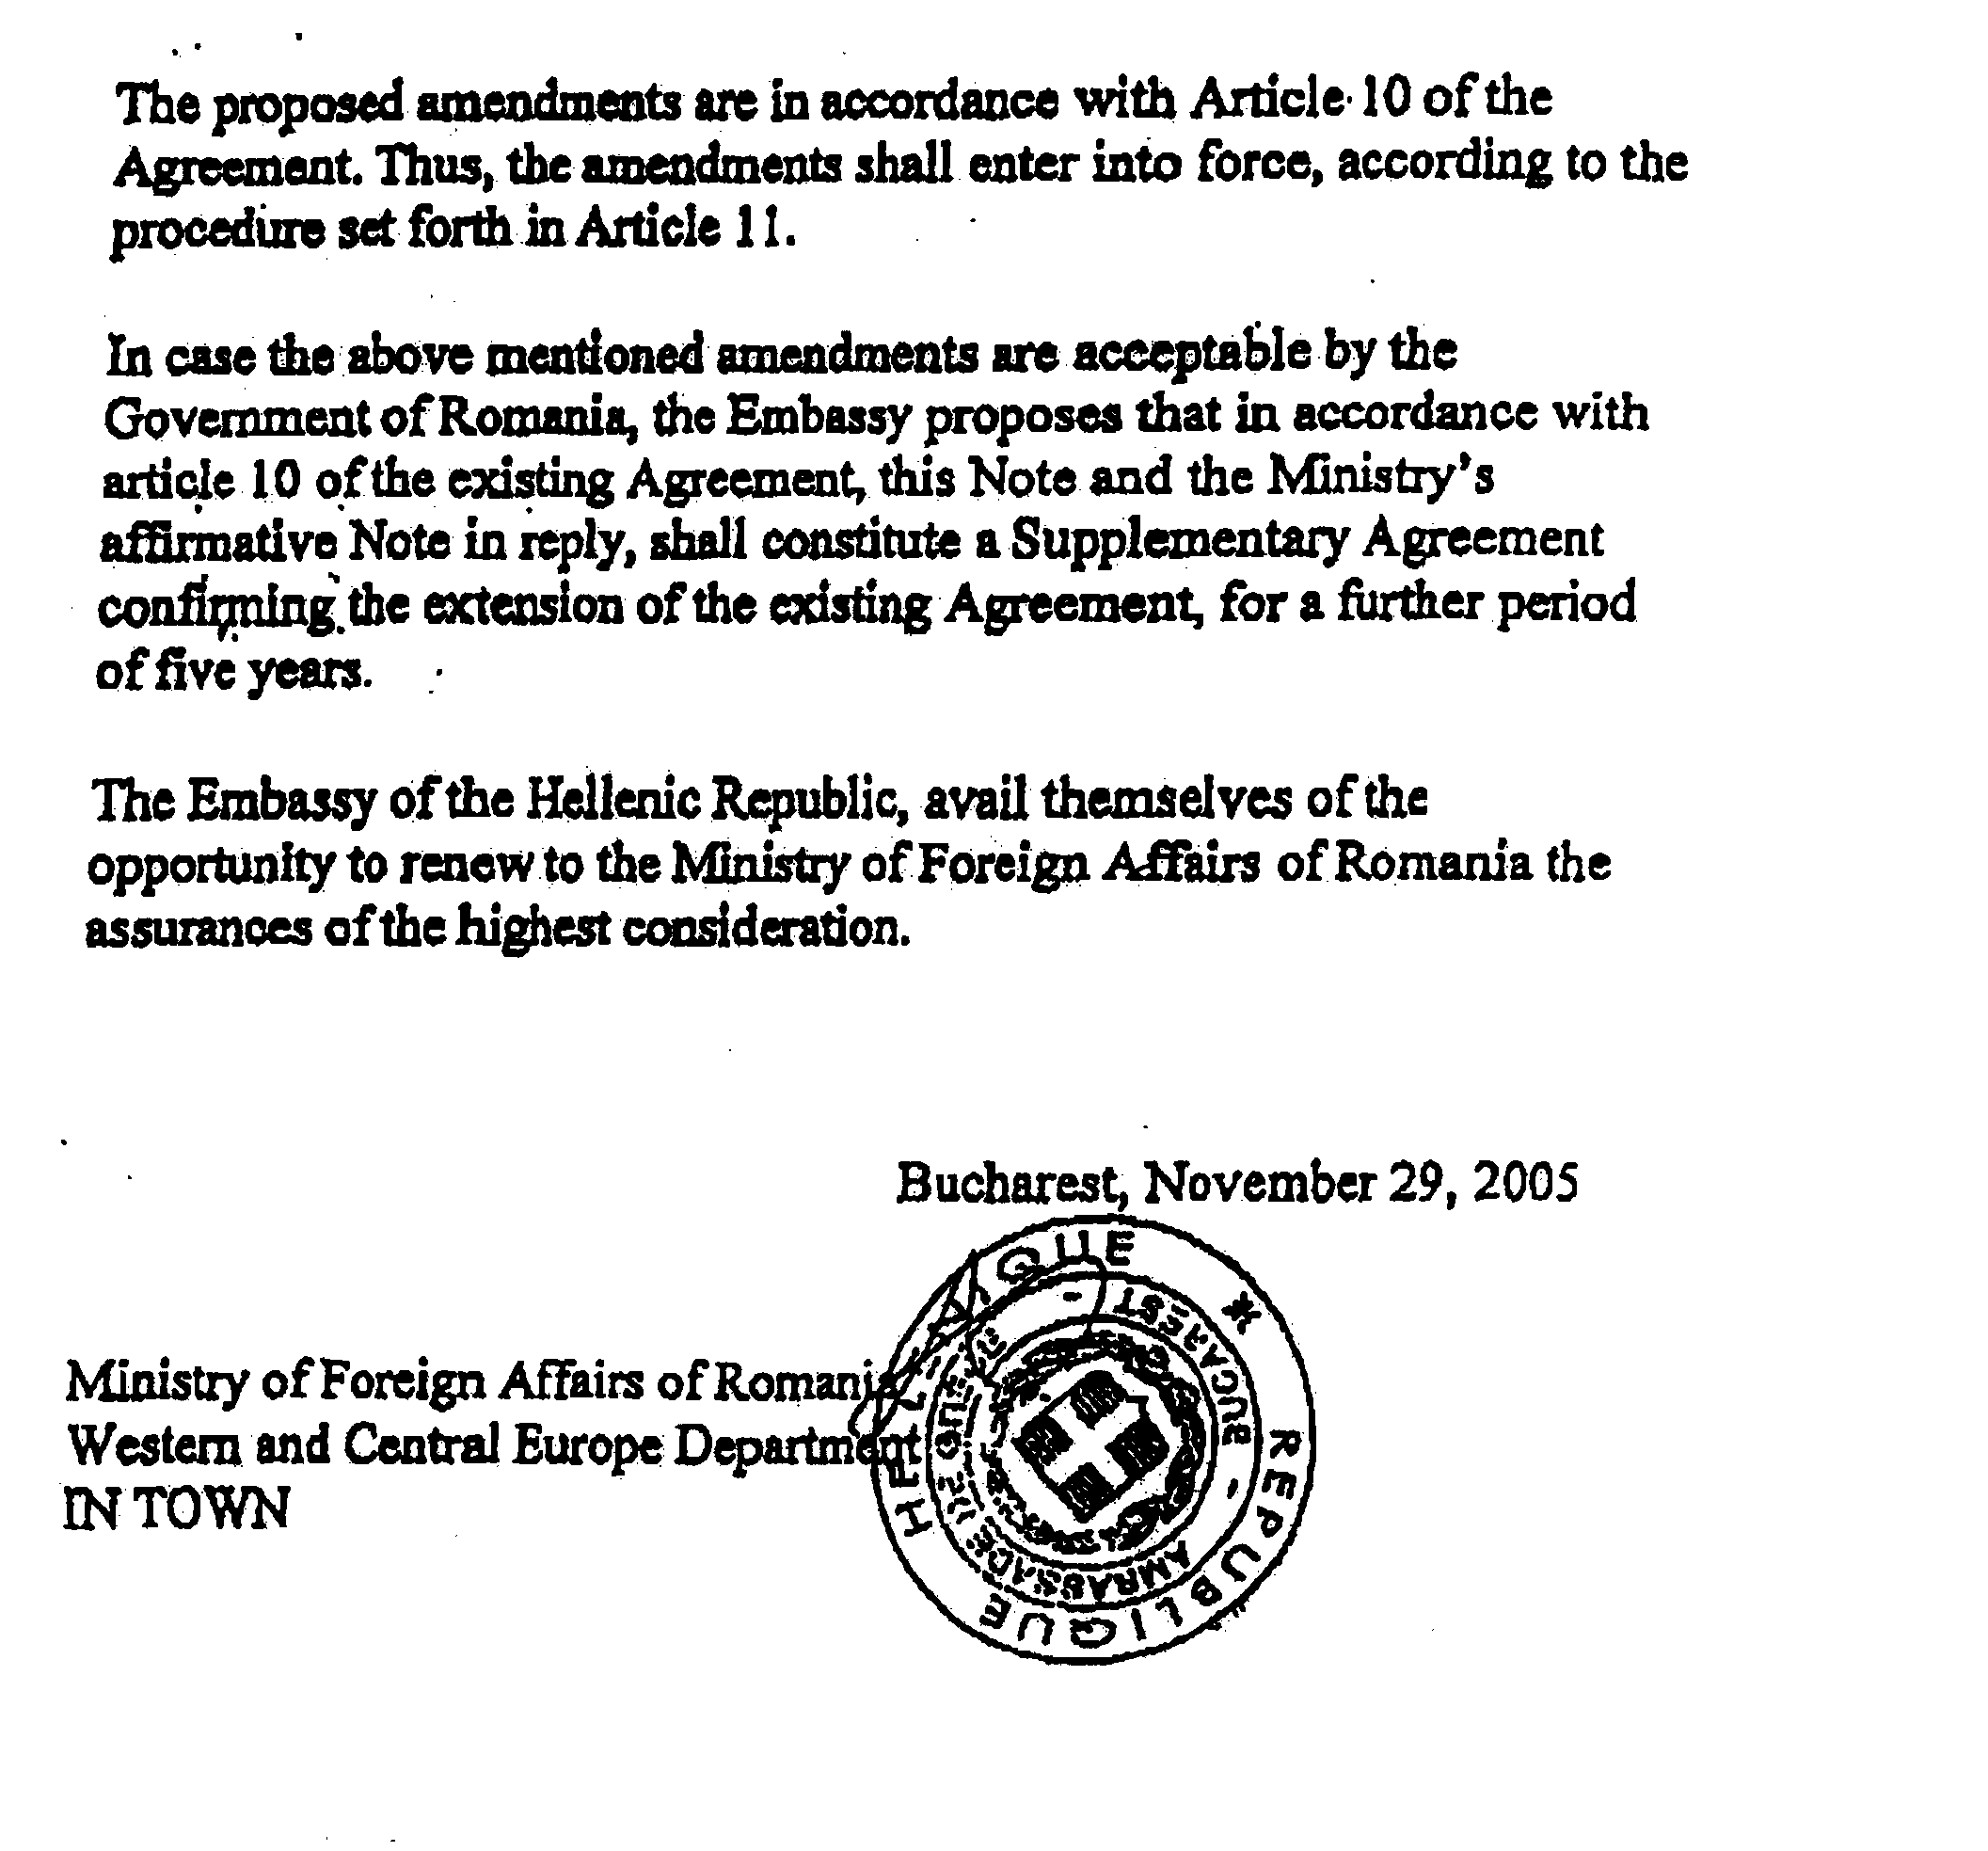 The proposed amendments are in accordance with Article 10 of the
Agreement. Thus, the amendments shall enter into force, according to the
procedure set forth in Article 11.
In case the above mentioned amendments are acceptable by the
Government of Romania, the Embassy proposes that in accordance with
article 10 of the existing Agreement, this Note and the Ministry's
affirmative Note in reply, shall constitute a Supplementary Agreement
confirming the extension of the existing Agreement, for a further period
of five years.
The Embassy of the Hellenic Republic, avail themselves of the
opportunity to renew to the Ministry of Foreign Affairs of Romania the
assurances of the highest consideration.
Bucharest, November 29, 2005
Ministry of Foreign Affairs of Romania
Western and Central Europe Department
IN TOWN
REPUBLIQUE
AMBASSADE
BUCAREST